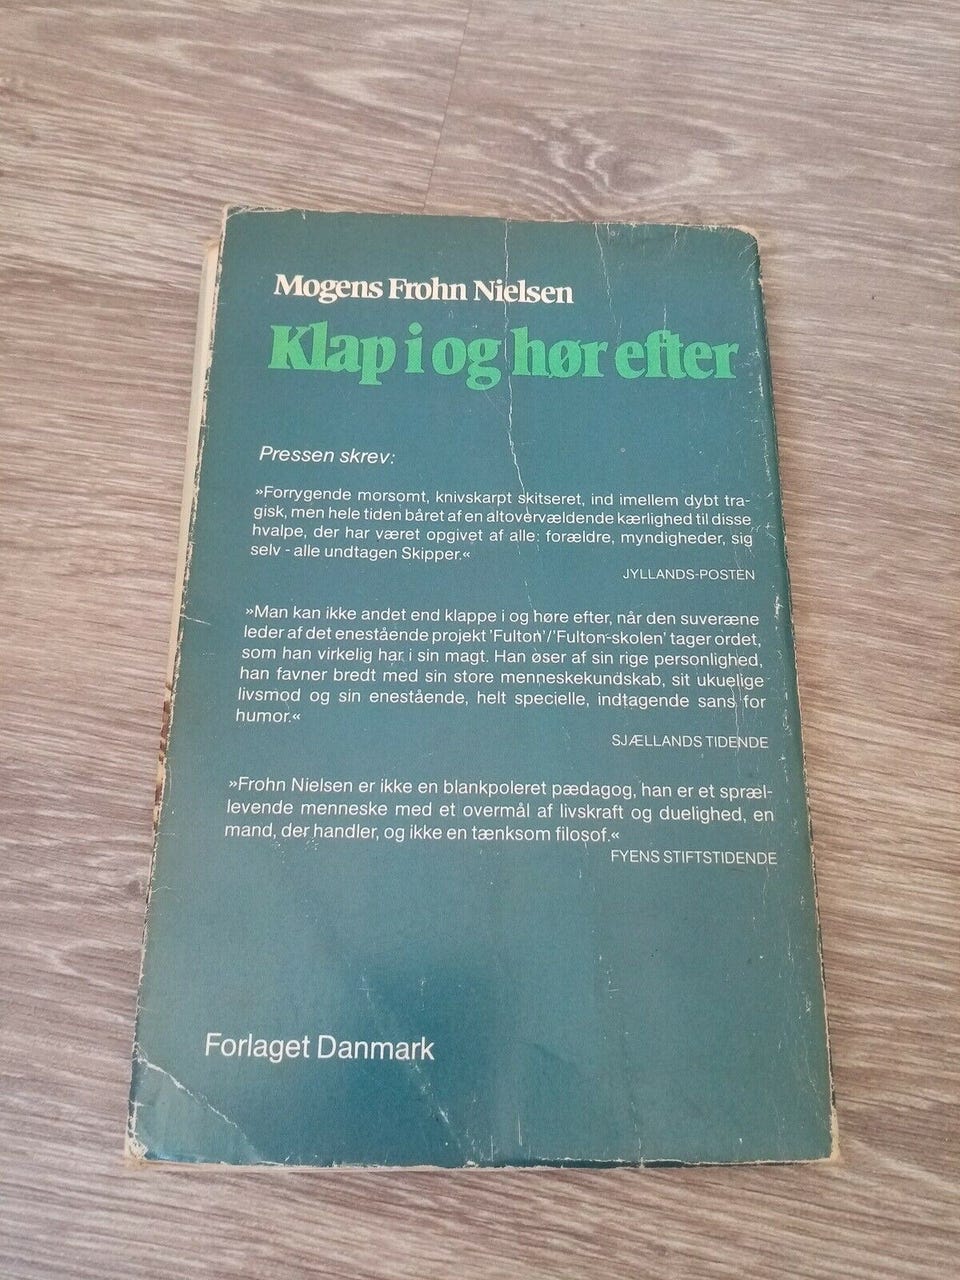 Mogens Frohn Nielsen
Klap i og hør efter
Pressen skrev:
»Forrygende morsomt, knivskarpt skitseret, ind imellem dybt tra-
gisk, men hele tiden båret af en altovervældende kærlighed til disse
hvalpe, der har været opgivet af alle: forældre, myndigheder, sig
selv - alle undtagen Skipper.«
JYLLANDS-POSTEN
»Man kan ikke andet end klappe i og høre efter, når den suveræne
leder af det enestående projekt 'Fulton'/'Fulton-skolen' tager ordet,
som han virkelig har i sin magt. Han øser af sin rige personlighed,
han favner bredt med sin store menneskekundskab, sit ukuelige
livsmod og sin enestående, helt specielle, indtagende sans for
humor.«
SJÆLLANDS TIDENDE
»Frohn Nielsen er ikke en blankpoleret pædagog, han er et spræl-
levende menneske med et overmål af livskraft og duelighed, en
mand, der handler, og ikke en tænksom filosof.«
FYENS STIFTSTIDENDE
Forlaget Danmark